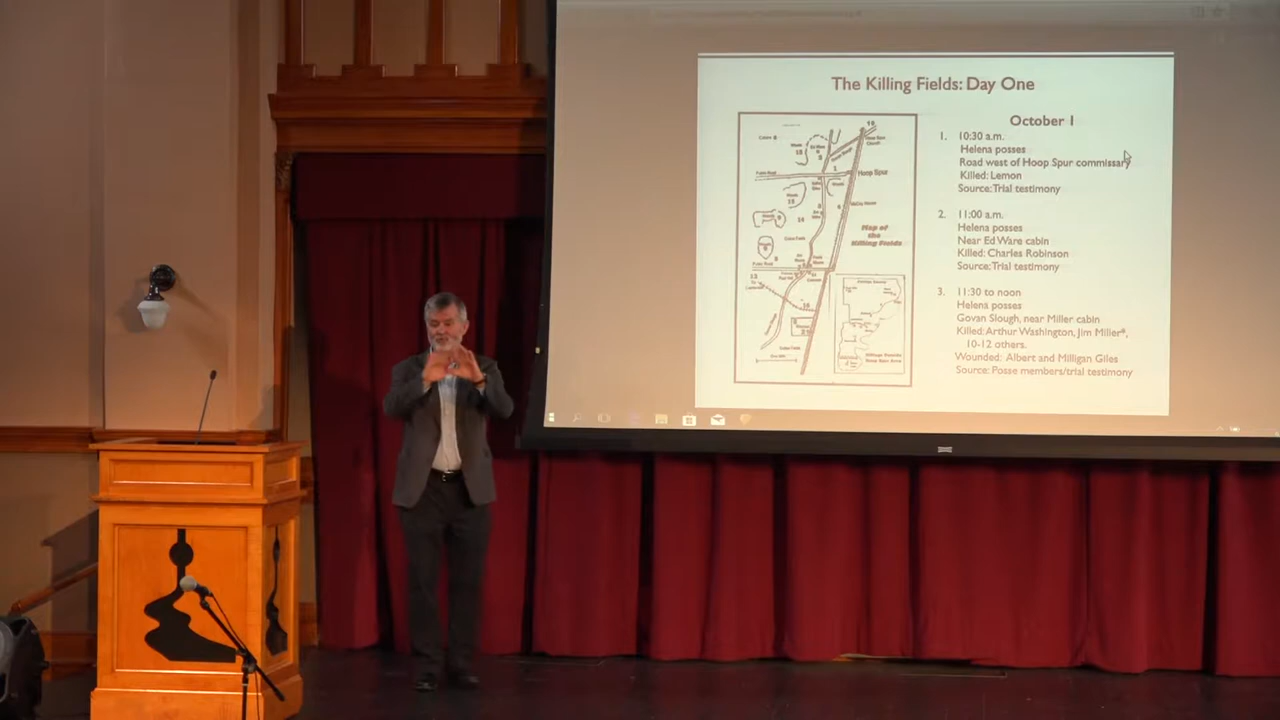 The Killing Fields: Day One
October 1
1. 10:30 a.m.
Helena posses
Road west of Hoop Spur commissary
Killed: Lemon
Source: Trial testimony
2. 11:00 a.m.
Helena posses
Near Ed Ware cabin
Killed: Charles Robinson
Source: Trial testimony
3. 11:30 to noon
Helena posses
Govan Slough, near Miller cabin
Killed: Arthur Washington, Jim Miller*,
10-12 others.
Wounded: Albert and Milligan Giles
Source: Posse members/trial testimony
Hoop Spur
Map of
the
Killing Fields